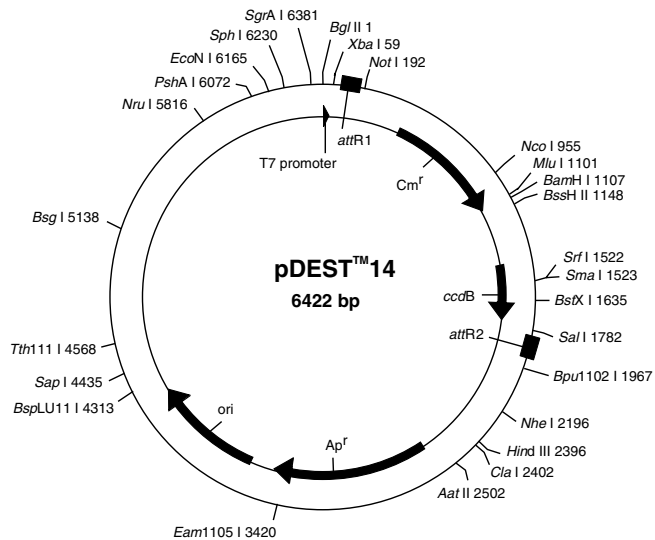 SgrA I 6381
Bgl II 1
Sph I 6230
Xba I 59
EcoN I 6165
Not I 192
PshA I 6072
Nru I 5816
attR1
T7 promoter
Nco I 955
Mlu I 1101
Cmʳ
BamH I 1107
BssH II 1148
Bsg I 5138
pDEST™14
6422 bp
Srf I 1522
Sma I 1523
ccdB
BstX I 1635
attR2
Sal I 1782
Tth111 I 4568
Bpu1102 I 1967
Sap I 4435
BspLU11 I 4313
ori
Nhe I 2196
Apʳ
Hind III 2396
Cla I 2402
Aat II 2502
Eam1105 I 3420